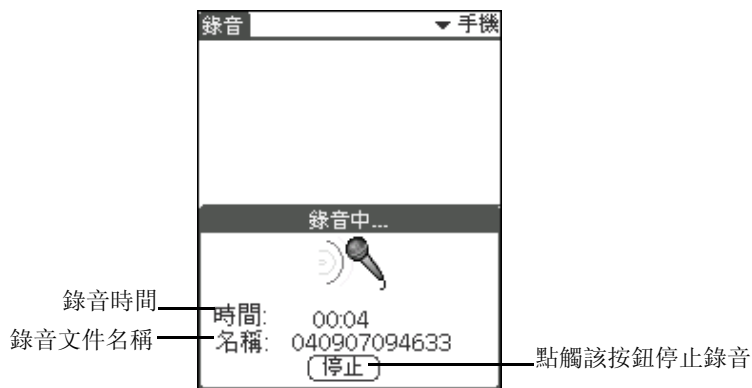 錄音 手機
錄音中...
錄音時間 時間: 00:04
錄音文件名稱 名稱: 040907094633
停止 點觸該按鈕停止錄音